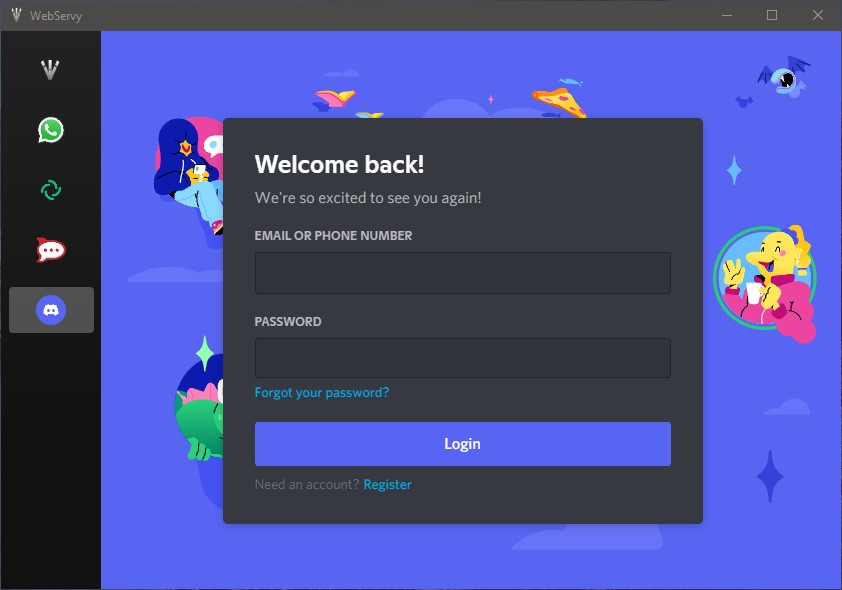 WebServy
Welcome back!
We're so excited to see you again!
EMAIL OR PHONE NUMBER
PASSWORD
Forgot your password?
Login
Need an account? Register